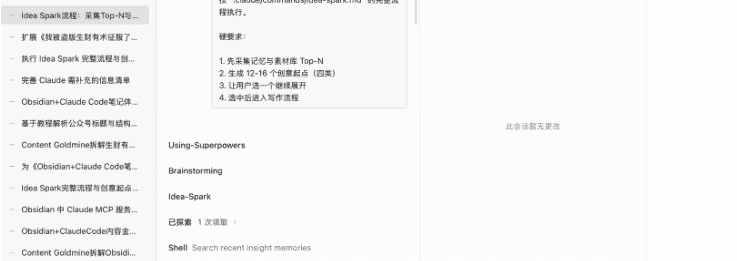 Idea Spark流程：采集Top-N与...
扩展《我被盗版生财有术征服了...
执行 Idea Spark 完整流程与创...
完善 Claude 需补充的信息清单
Obsidian+Claude Code笔记体...
基于教程解析公众号标题与结构...
Content Goldmine拆解生财有...
为《Obsidian+Claude Code笔...
Idea Spark完整流程与创意起点...
Obsidian 中 Claude MCP 服务...
Obsidian+ClaudeCode内容金...
Content Goldmine拆解Obsidi...
按 ".claude/commands/idea-spark.md" 的完整流
程执行。
硬要求：
1. 先采集记忆与素材库 Top-N
2. 生成 12-16 个创意起点（四类）
3. 让用户选一个继续展开
4. 选中后进入写作流程
Using-Superpowers
Brainstorming
Idea-Spark
已探索 1 次读取 ›
Shell Search recent insight memories
此会话暂无更改